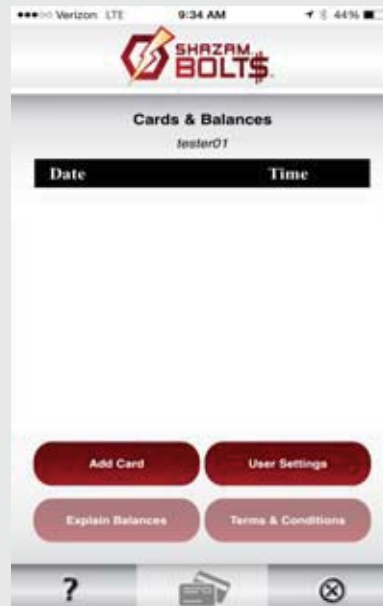 Verizon LTE 9:34 AM 44%
SHAZAM
BOLT$
Cards & Balances
tester01
Date Time
Add Card User Settings
Explain Balances Terms & Conditions
?